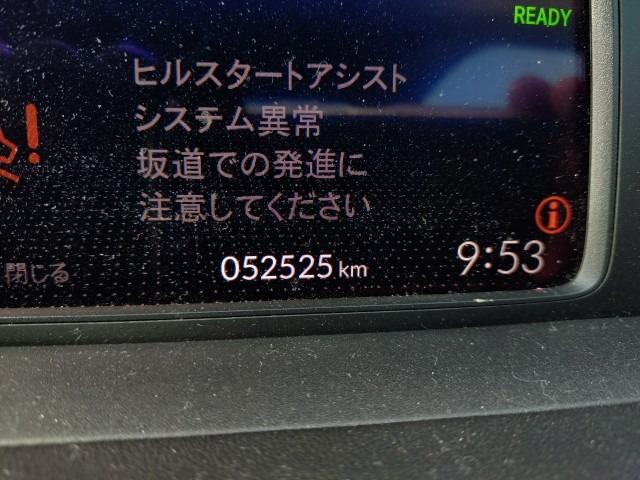 READY
ヒルスタートアシスト
システム異常
坂道での発進に
注意してください
!
i
閉じる
052525 km
9:53